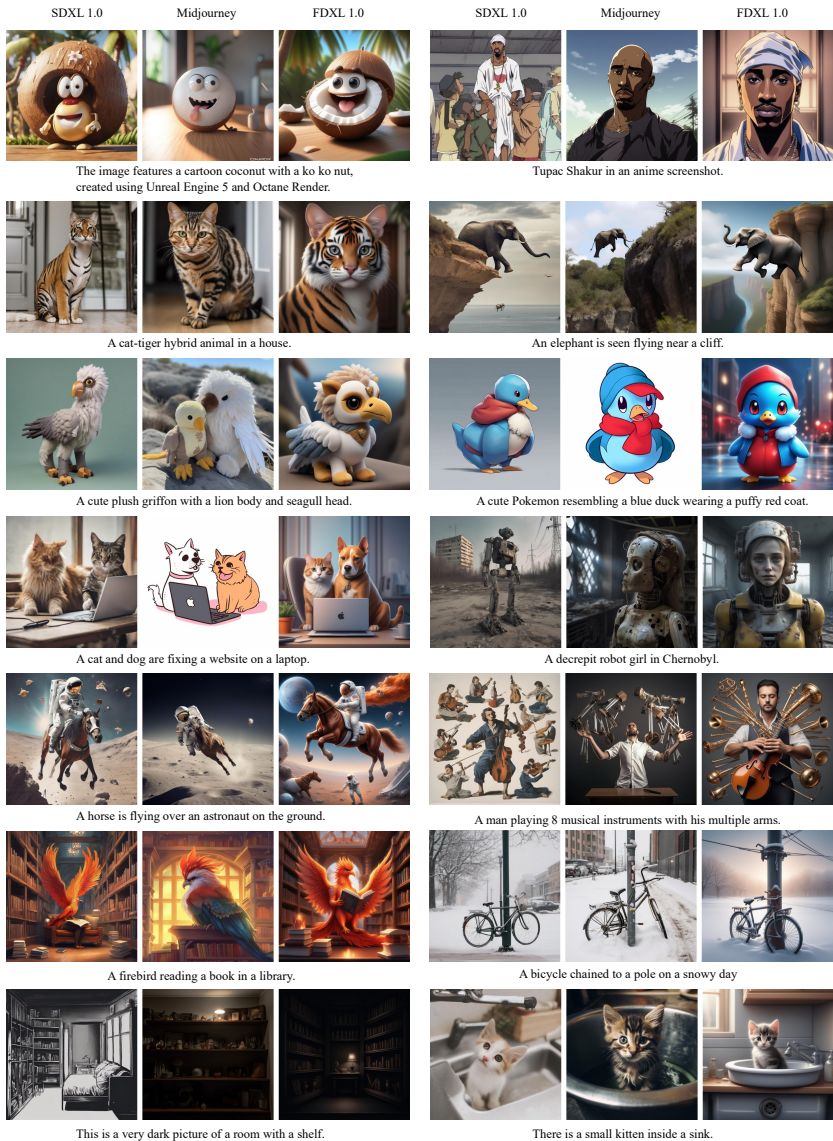 SDXL 1.0 Midjourney FDXL 1.0 SDXL 1.0 Midjourney FDXL 1.0
The image features a cartoon coconut with a ko ko nut,
created using Unreal Engine 5 and Octane Render.
Tupac Shakur in an anime screenshot.
A cat-tiger hybrid animal in a house.
An elephant is seen flying near a cliff.
A cute plush griffon with a lion body and seagull head.
A cute Pokemon resembling a blue duck wearing a puffy red coat.
A cat and dog are fixing a website on a laptop.
A decrepit robot girl in Chernobyl.
A horse is flying over an astronaut on the ground.
A man playing 8 musical instruments with his multiple arms.
A firebird reading a book in a library.
A bicycle chained to a pole on a snowy day
This is a very dark picture of a room with a shelf.
There is a small kitten inside a sink.